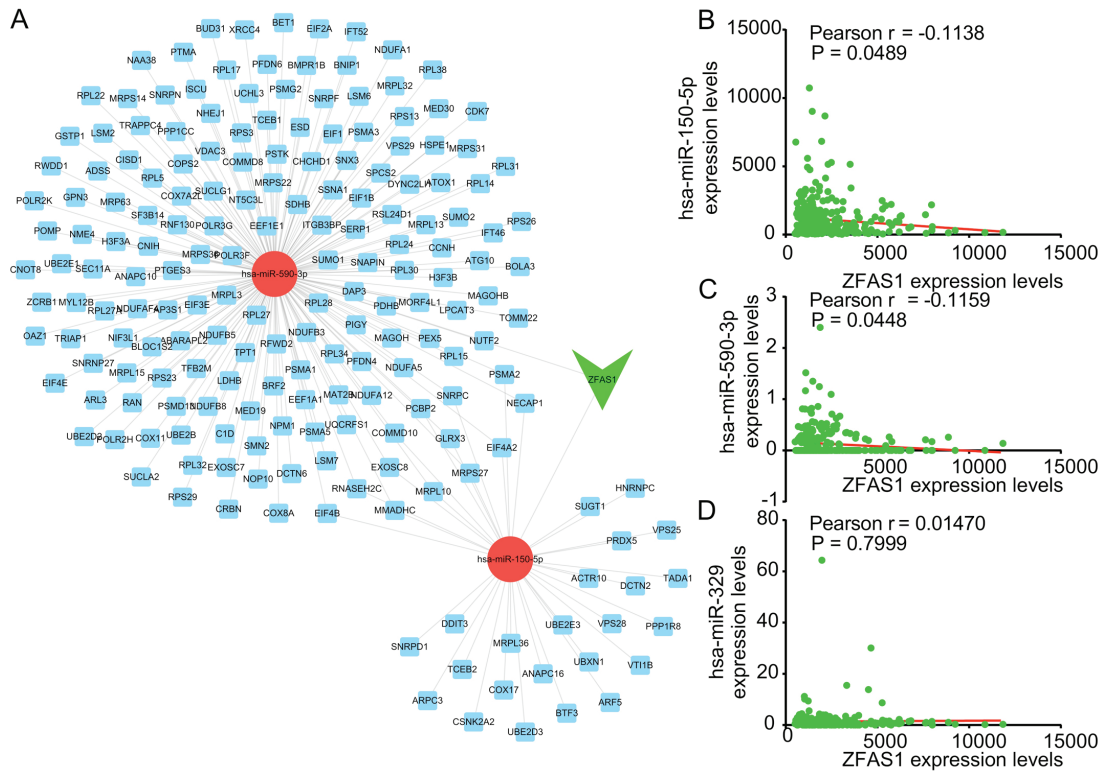 A
BET1
BUD31
XRCC4
EIF2A
IFT52
NAA38
PTMA
RPL17
PFDN6
BMPR1B
BNIP1
NDUFA1
RPL38
RPL22
MRPS14
SNRPN
ISCU
UCHL3
PSMG2
SNRPF
LSM6
MRPL32
GSTP1
LSM2
TRAPPC4
PPP1CC
NHEJ1
RPS3
TCEB1
ESD
EIF1
PSMA3
RPS13
MED30
CDK7
RWDD1
ADSS
CISD1
COPS2
VDAC3
COMMD8
PSTK
CHCHD1
SNX3
VPS29
HSPE1
MRPS31
POLR2K
GPN3
MRP63
RPL5
COX7A2L
SUCLG1
NT5C3L
MRPS22
SDHB
SSNA1
EIF1B
SPCS2
DYNC2LI1
ATOX1
RPL14
RPL31
POMP
NME4
SF3B14
RNF130
POLR3G
EEF1E1
ITGB3BP
SERP1
RSL24D1
MRPL13
SUMO2
IFT46
RPS26
CNOT8
UBE2E1
H3F3A
CNIH
SEC11A
ANAPC10
PTGES3
MRPS36
POLR3F
hsa-miR-590-3p
SUMO1
SNAPIN
RPL24
RPL30
CCNH
H3F3B
ATG10
BOLA3
ZCRB1
MYL12B
RPL27A
NDUFAF4
AP3S1
EIF3E
MRPL3
RPL27
RPL28
DAP3
PDHB
MORF4L1
LPCAT3
MAGOHB
TOMM22
OAZ1
TRIAP1
NIF3L1
BLOC1S2
ABARAPL2
NDUFB5
TPT1
RFWD2
NDUFB3
PIGY
MAGOH
PEX5
RPL15
NUTF2
SNRNP27
MRPL15
RPS23
TFB2M
LDHB
BRF2
PSMA1
RPL34
PFDN4
NDUFA5
PSMA2
EIF4E
ARL3
RAN
PSMD13
NDUFB8
MED19
EEF1A1
MAT2B
NDUFA12
PCBP2
SNRPC
NECAP1
UBE2D3
POLR2H
COX11
UBE2B
C1D
SMN2
NPM1
PSMA5
UQCRFS1
COMMD10
GLRX3
EIF4A2
SUCLA2
RPL32
EXOSC7
NOP10
DCTN6
LSM7
EXOSC8
MRPS27
RPS29
CRBN
COX8A
EIF4B
RNASEH2C
MMADHC
MRPL10
ZFAS1
HNRNPC
SUGT1
VPS25
PRDX5
hsa-miR-150-5p
ACTR10
DCTN2
TADA1
DDIT3
SNRPD1
UBE2E3
VPS28
PPP1R8
MRPL36
TCEB2
UBXN1
VTI1B
ANAPC16
ARPC3
COX17
ARF5
CSNK2A2
BTF3
UBE2D3
B
Pearson r = -0.1138
P = 0.0489
hsa-miR-150-5p
expression levels
15000
10000
5000
0
0
5000
10000
15000
ZFAS1 expression levels
C
Pearson r = -0.1159
P = 0.0448
hsa-miR-590-3p
expression levels
3
2
1
0
-1
5000
10000
15000
ZFAS1 expression levels
D
Pearson r = 0.01470
P = 0.7999
hsa-miR-329
expression levels
80
60
40
20
0
0
5000
10000
15000
ZFAS1 expression levels